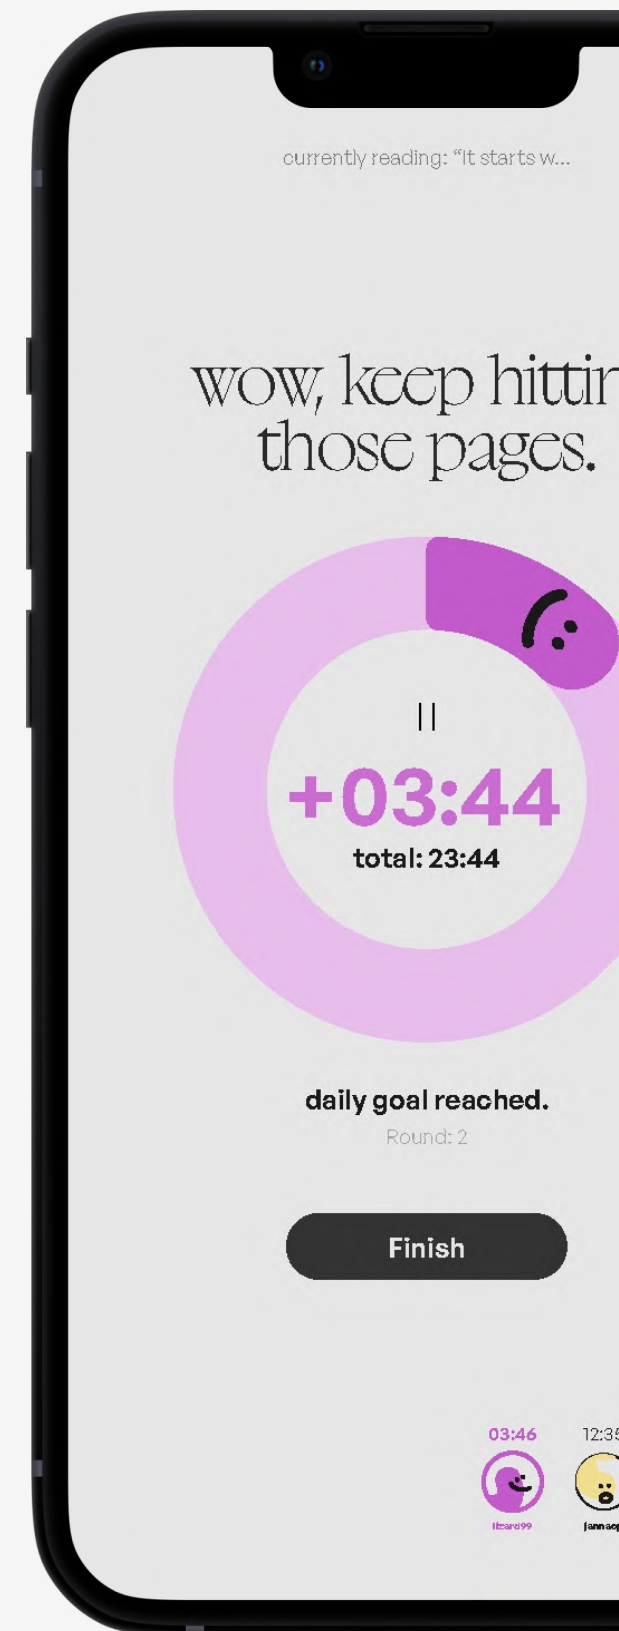 currently reading: “It starts w...
wow, keep hittin
those pages.
+03:44
total: 23:44
daily goal reached.
Round: 2
Finish
03:46
12:35
lizard99